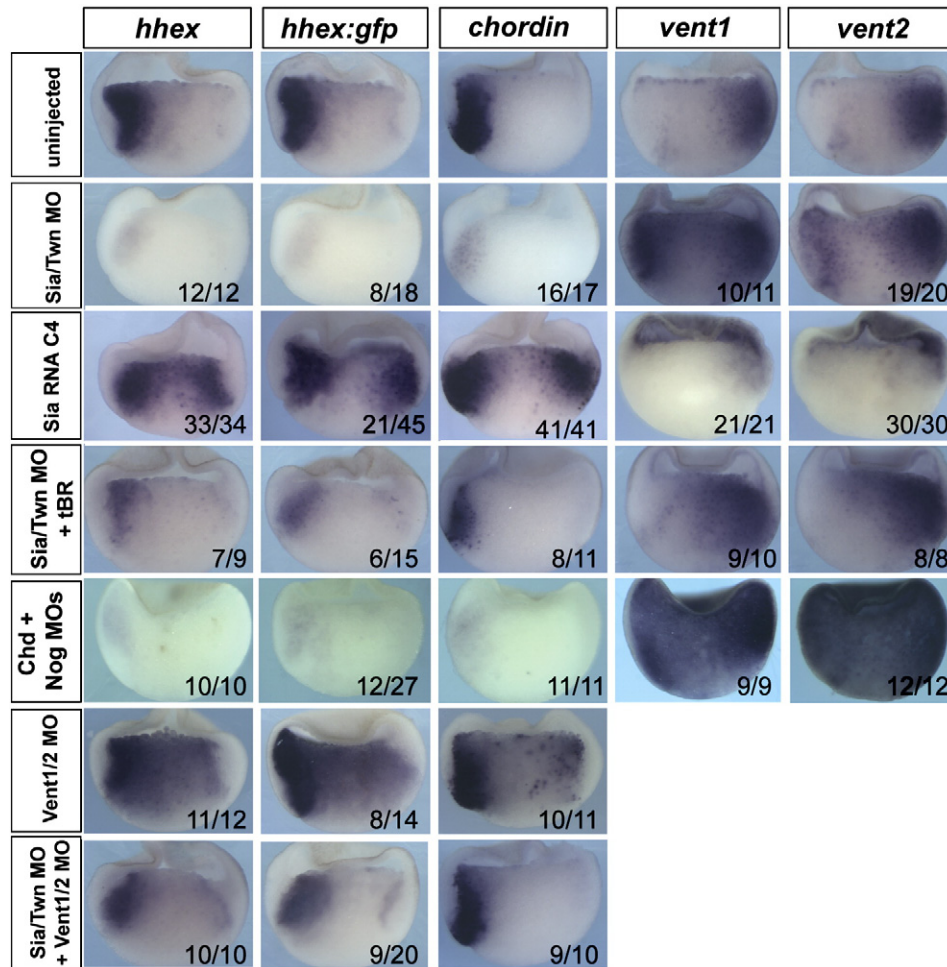 hhex hhex:gfp chordin vent1 vent2
uninjected
Sia/Twn MO
12/12 8/18 16/17 10/11 19/20
Sia RNA C4
33/34 21/45 41/41 21/21 30/30
Sia/Twn MO
+ tBR
7/9 6/15 8/11 9/10 8/8
Chd +
Nog MOs
10/10 12/27 11/11 9/9 12/12
Vent1/2 MO
11/12 8/14 10/11
Sia/Twn MO
+ Vent1/2 MO
10/10 9/20 9/10